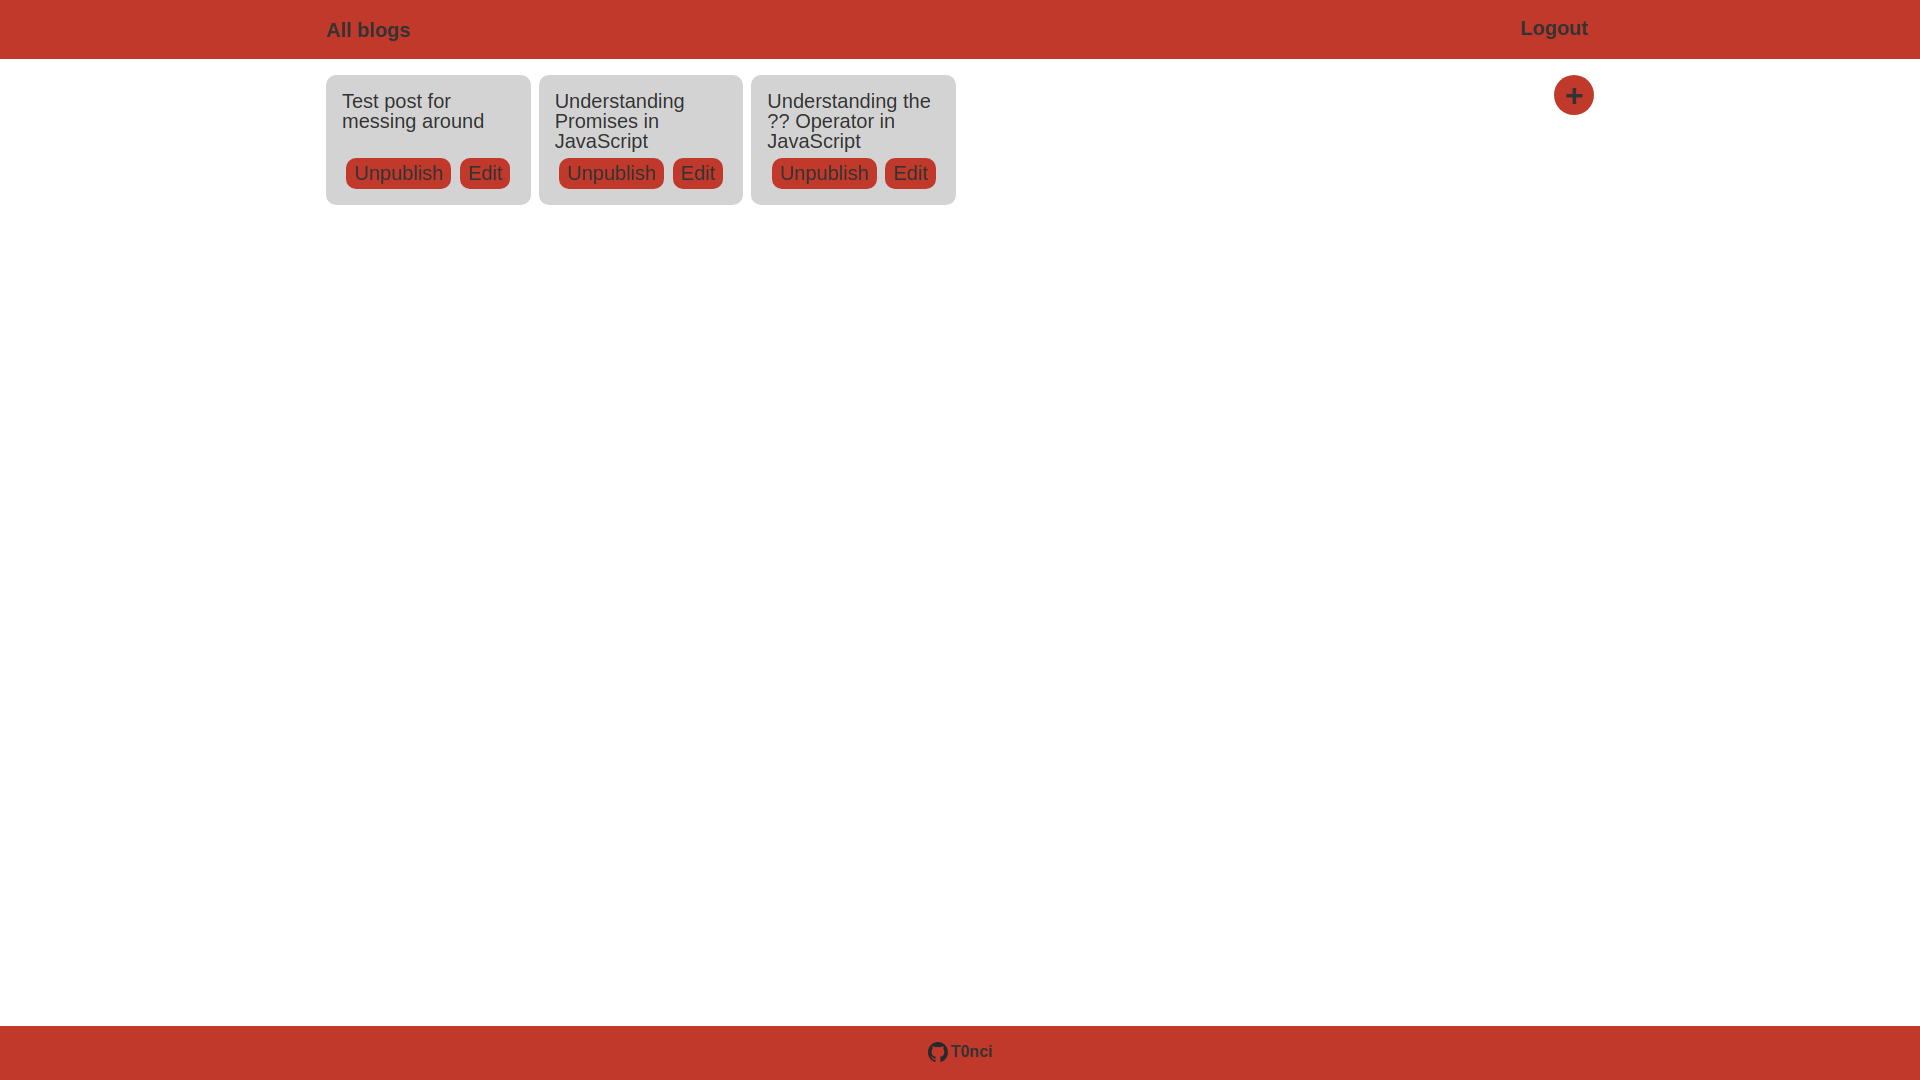 All blogs
Logout
Test post for
messing around
Unpublish Edit
Understanding
Promises in
JavaScript
Unpublish Edit
Understanding the
?? Operator in
JavaScript
Unpublish Edit
+
T0nci